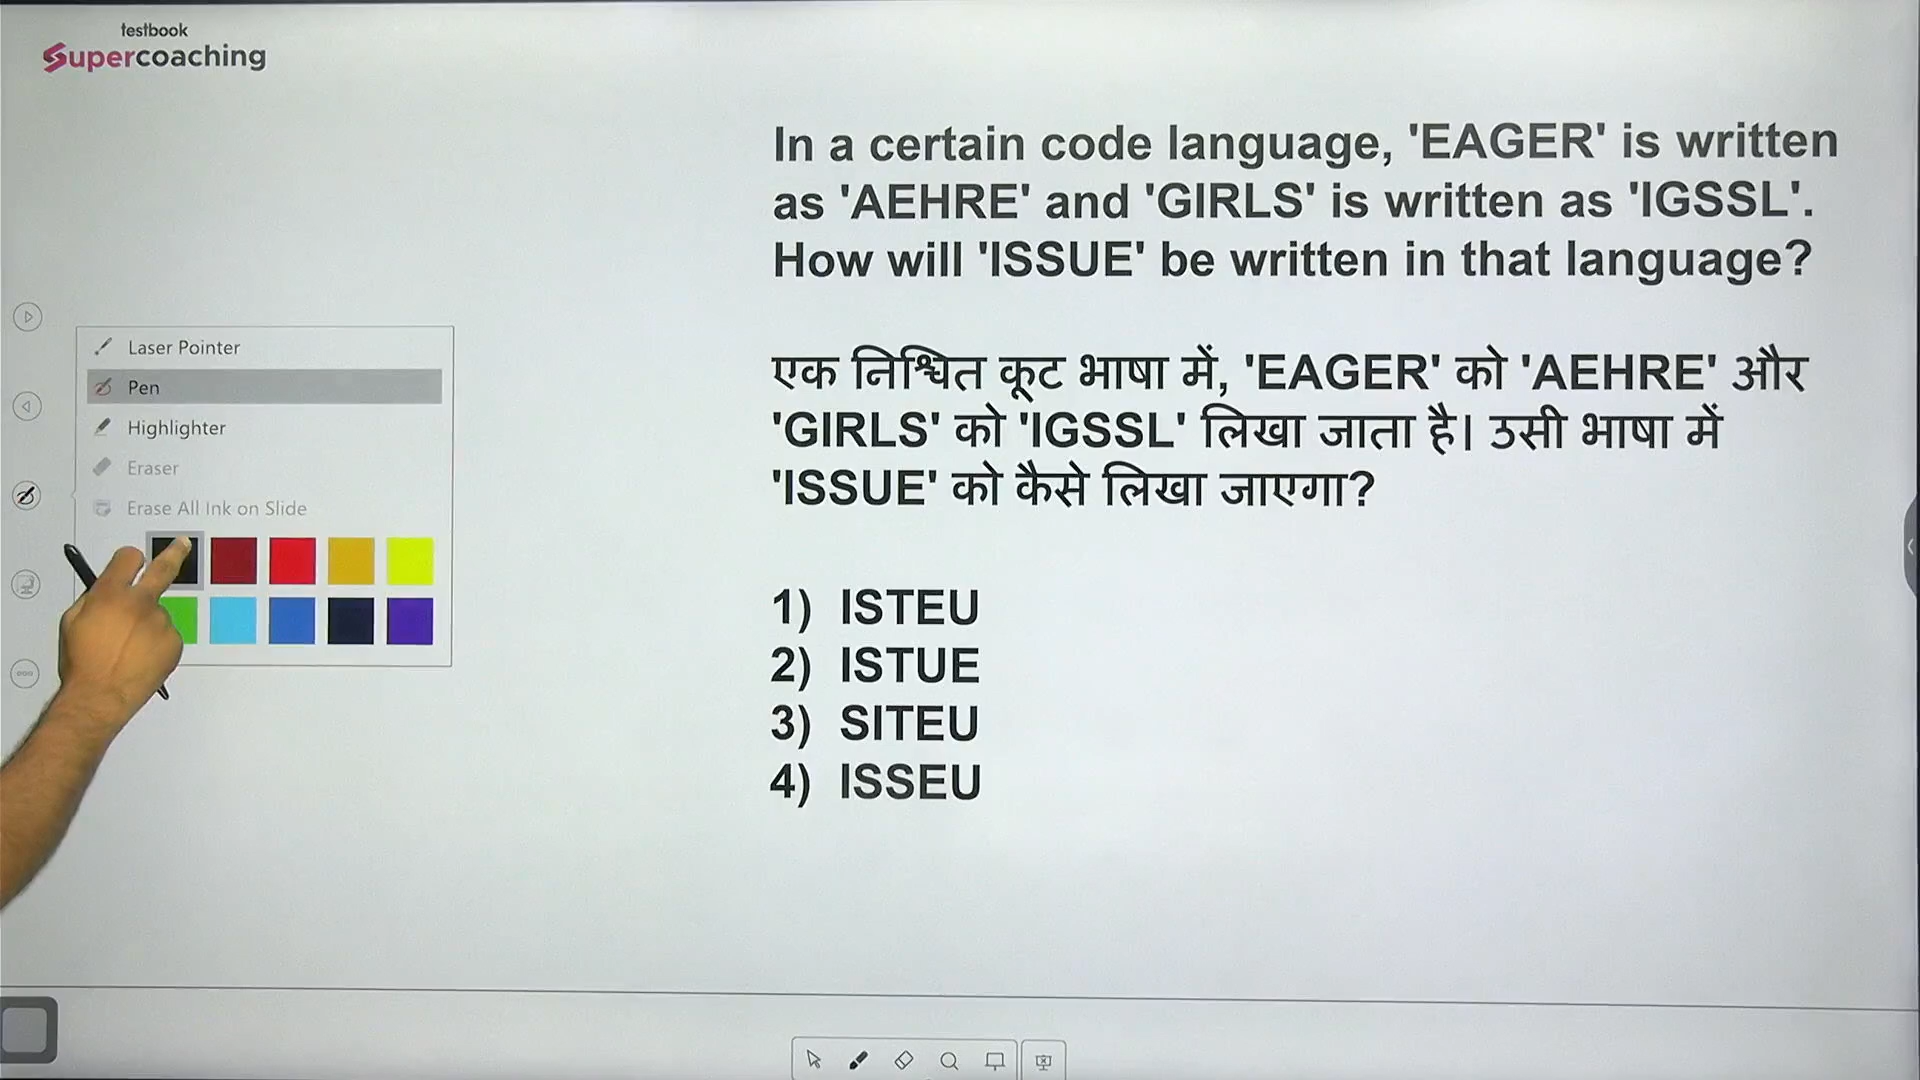 testbook
Supercoaching
In a certain code language, 'EAGER' is written
as 'AEHRE' and 'GIRLS' is written as 'IGSSL'.
How will 'ISSUE' be written in that language?
एक निश्चित कूट भाषा में, 'EAGER' को 'AEHRE' और
'GIRLS' को 'IGSSL' लिखा जाता है। उसी भाषा में
'ISSUE' को कैसे लिखा जाएगा?
1) ISTEU
2) ISTUE
3) SITEU
4) ISSEU
Laser Pointer
Pen
Highlighter
Eraser
Erase All Ink on Slide